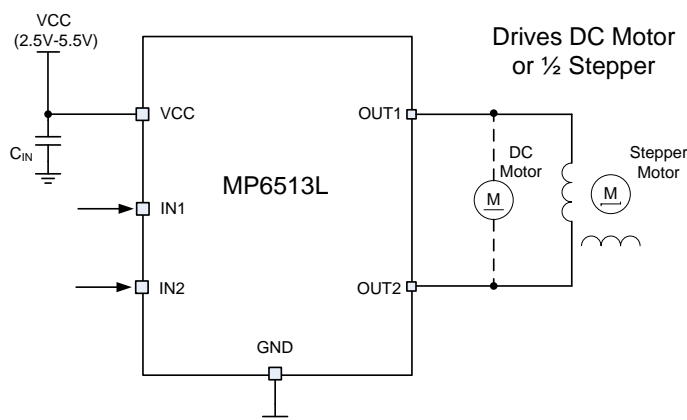 VCC
(2.5V-5.5V)
Drives DC Motor
or ½ Stepper
VCC
OUT1
CIN
DC
Motor
Stepper
Motor
MP6513L
M
M
IN1
IN2
OUT2
GND